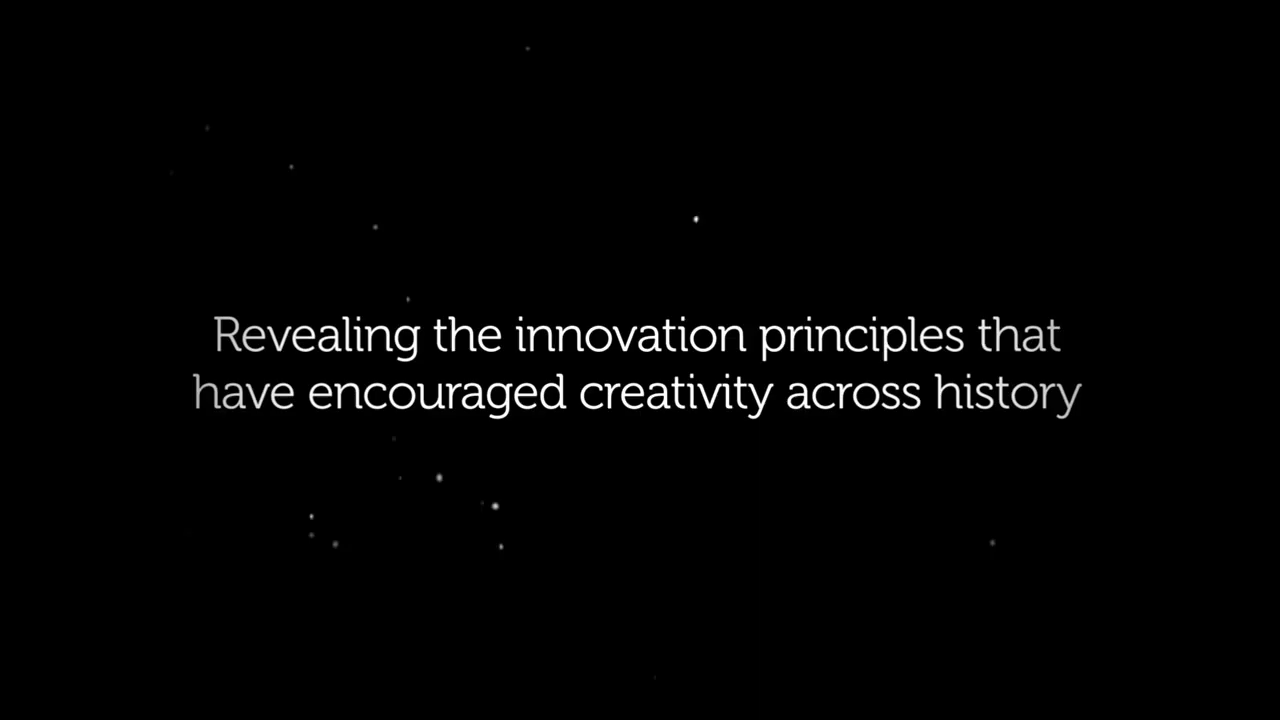 Revealing the innovation principles that
have encouraged creativity across history